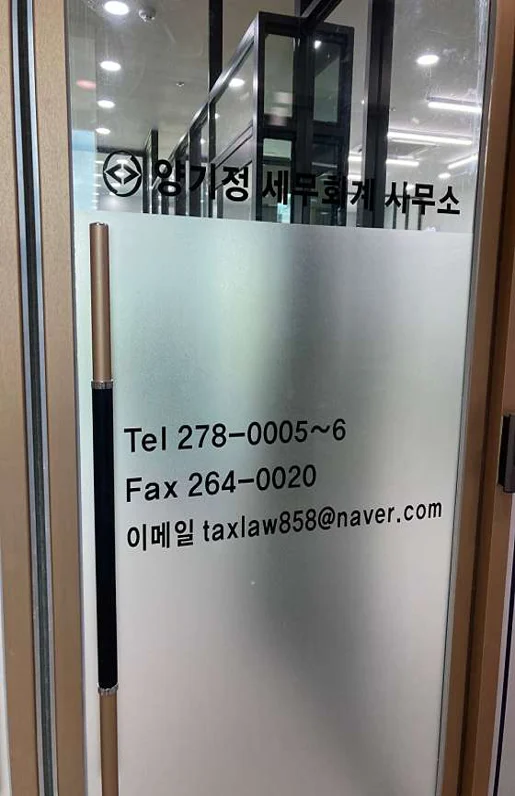 양기정 세무회계 사무소
Tel 278-0005~6
Fax 264-0020
이메일 taxlaw858@naver.com